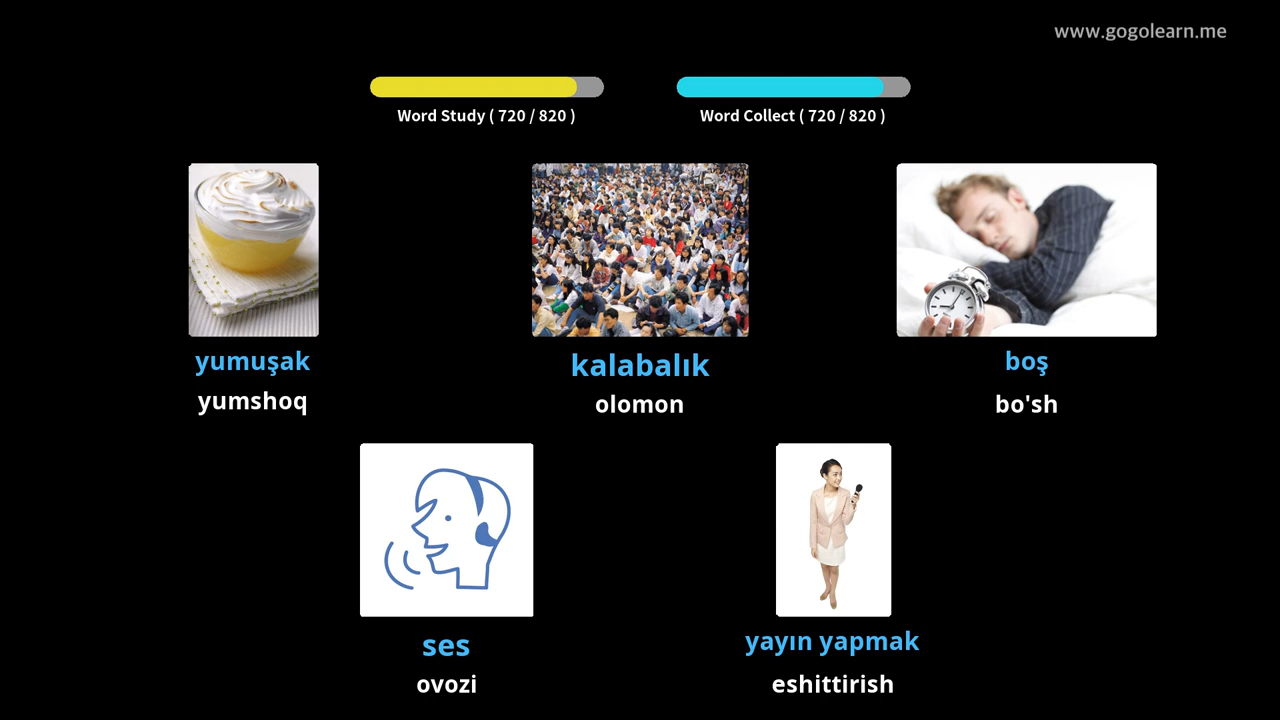 www.gogolearn.me
Word Study ( 720 / 820 )
Word Collect ( 720 / 820 )
yumuşak
yumshoq
kalabalık
olomon
boş
bo'sh
ses
ovozi
yayın yapmak
eshittirish